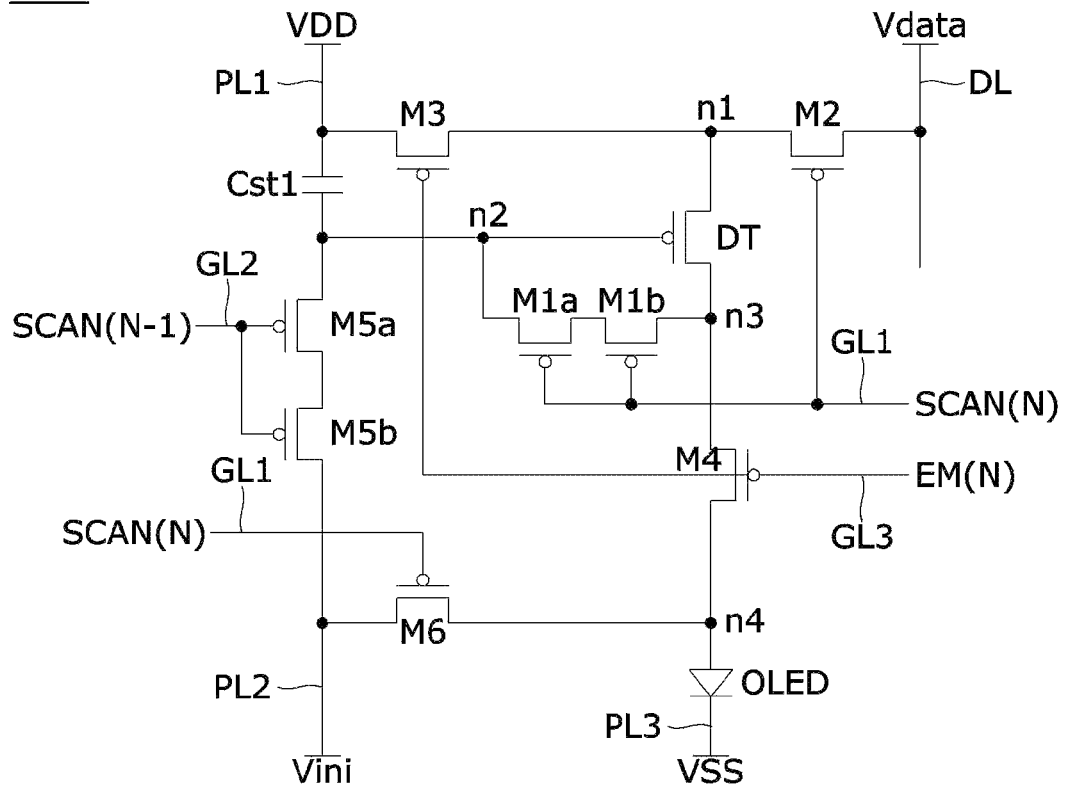 VDD
Vdata
PL1
DL
M3
n1
M2
Cst1
n2
DT
GL2
M1a
M1b
n3
SCAN(N-1)
M5a
GL1
SCAN(N)
M5b
GL1
M4
EM(N)
SCAN(N)
GL3
M6
n4
PL2
OLED
PL3
Vini
VSS